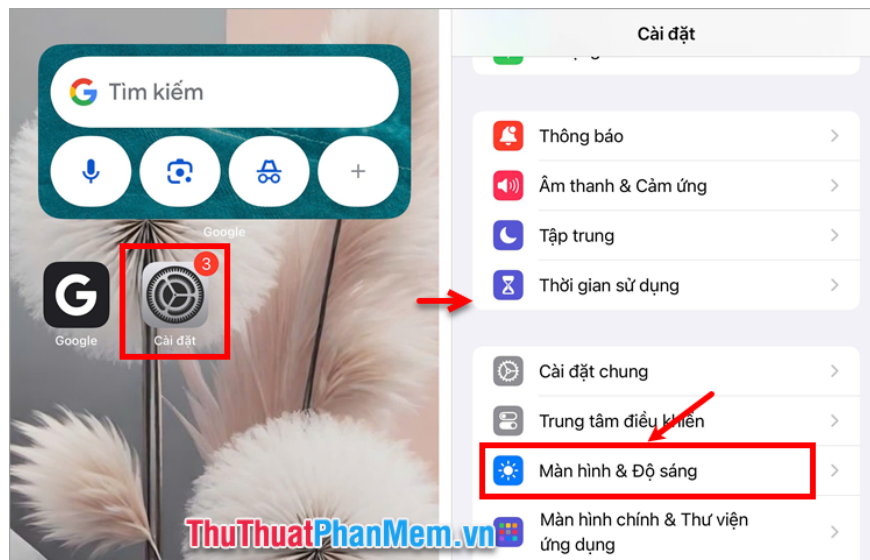 Tìm kiếm
Google
3
G
Google
Cài đặt
Cài đặt
Thông báo
Âm thanh & Cảm ứng
Tập trung
Thời gian sử dụng
Cài đặt chung
Trung tâm điều khiển
Màn hình & Độ sáng
Màn hình chính & Thư viện
ứng dụng
ThuThuatPhanMem.vn